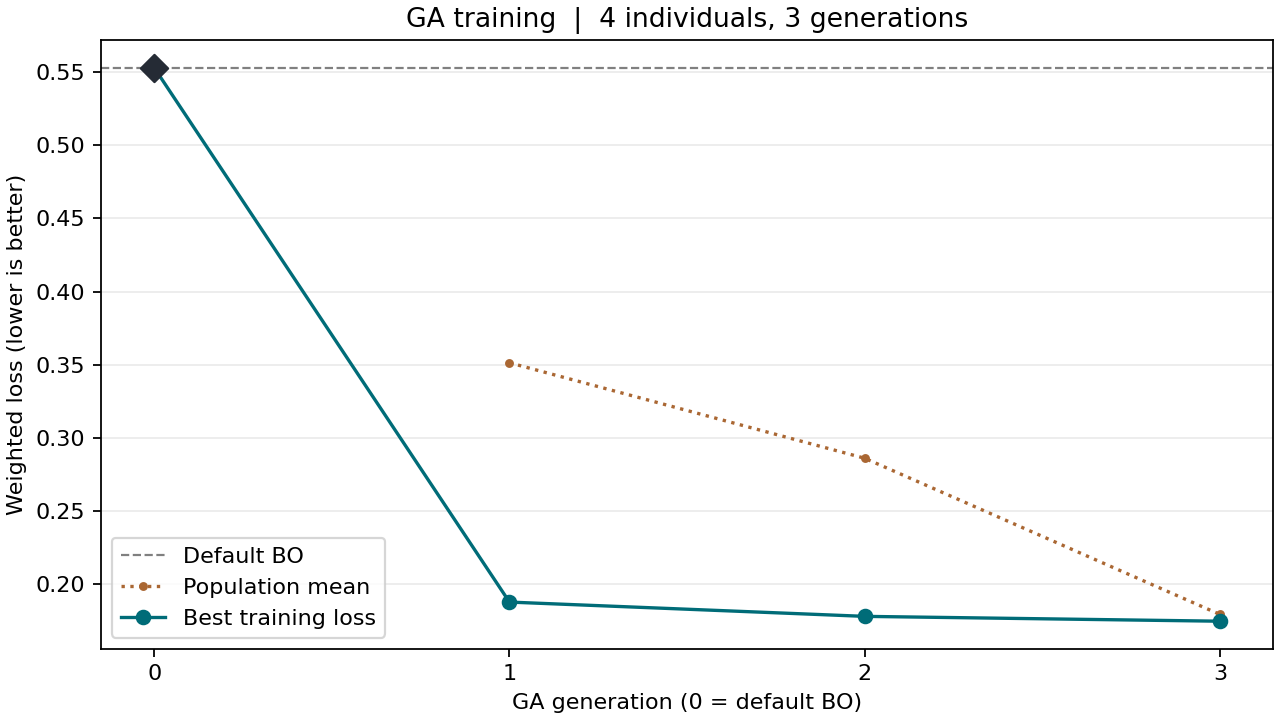 GA training | 4 individuals, 3 generations
Weighted loss (lower is better)
0.55
0.50
0.45
0.40
0.35
0.30
0.25
0.20
Default BO
Population mean
Best training loss
0 1 2 3
GA generation (0 = default BO)